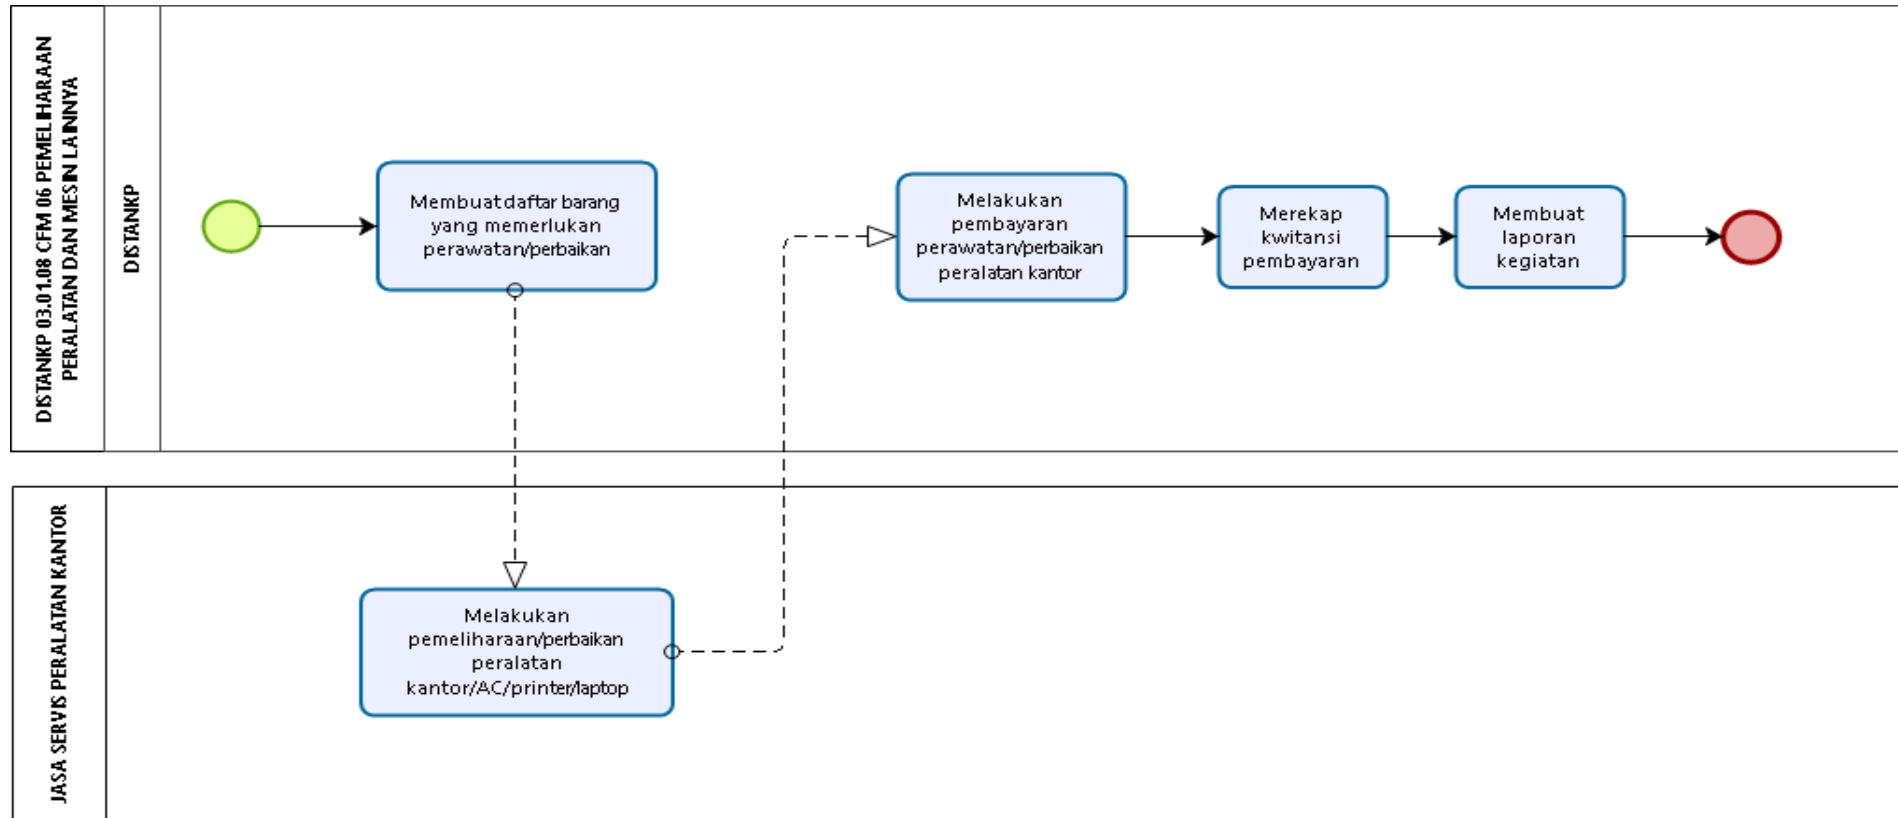 DISTANKP 03.01.08 CFM 06 PEMELIHARAAN
PERALATAN DAN MESIN LAINNYA
DISTANKP
Membuat daftar barang
yang memerlukan
perawatan/perbaikan
Melakukan
pembayaran
perawatan/perbaikan
peralatan kantor
Merekap
kwitansi
pembayaran
Membuat
laporan
kegiatan
JASA SERVIS PERALATAN KANTOR
Melakukan
pemeliharaan/perbaikan
peralatan
kantor/AC/printer/laptop